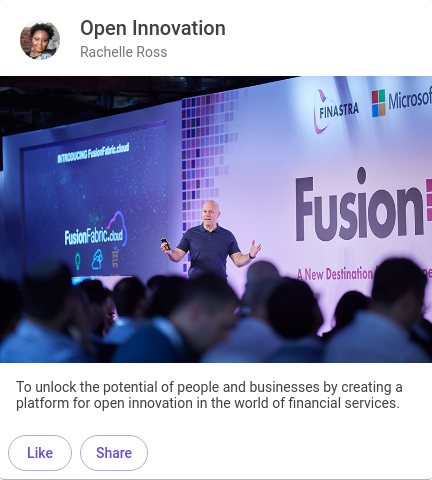 Open Innovation
Rachelle Ross
FINASTRA
Microsof
INTRODUCING FusionFabric.cloud
FusionFabric.cloud
Fusion
A New Destination
To unlock the potential of people and businesses by creating a
platform for open innovation in the world of financial services.
Like
Share